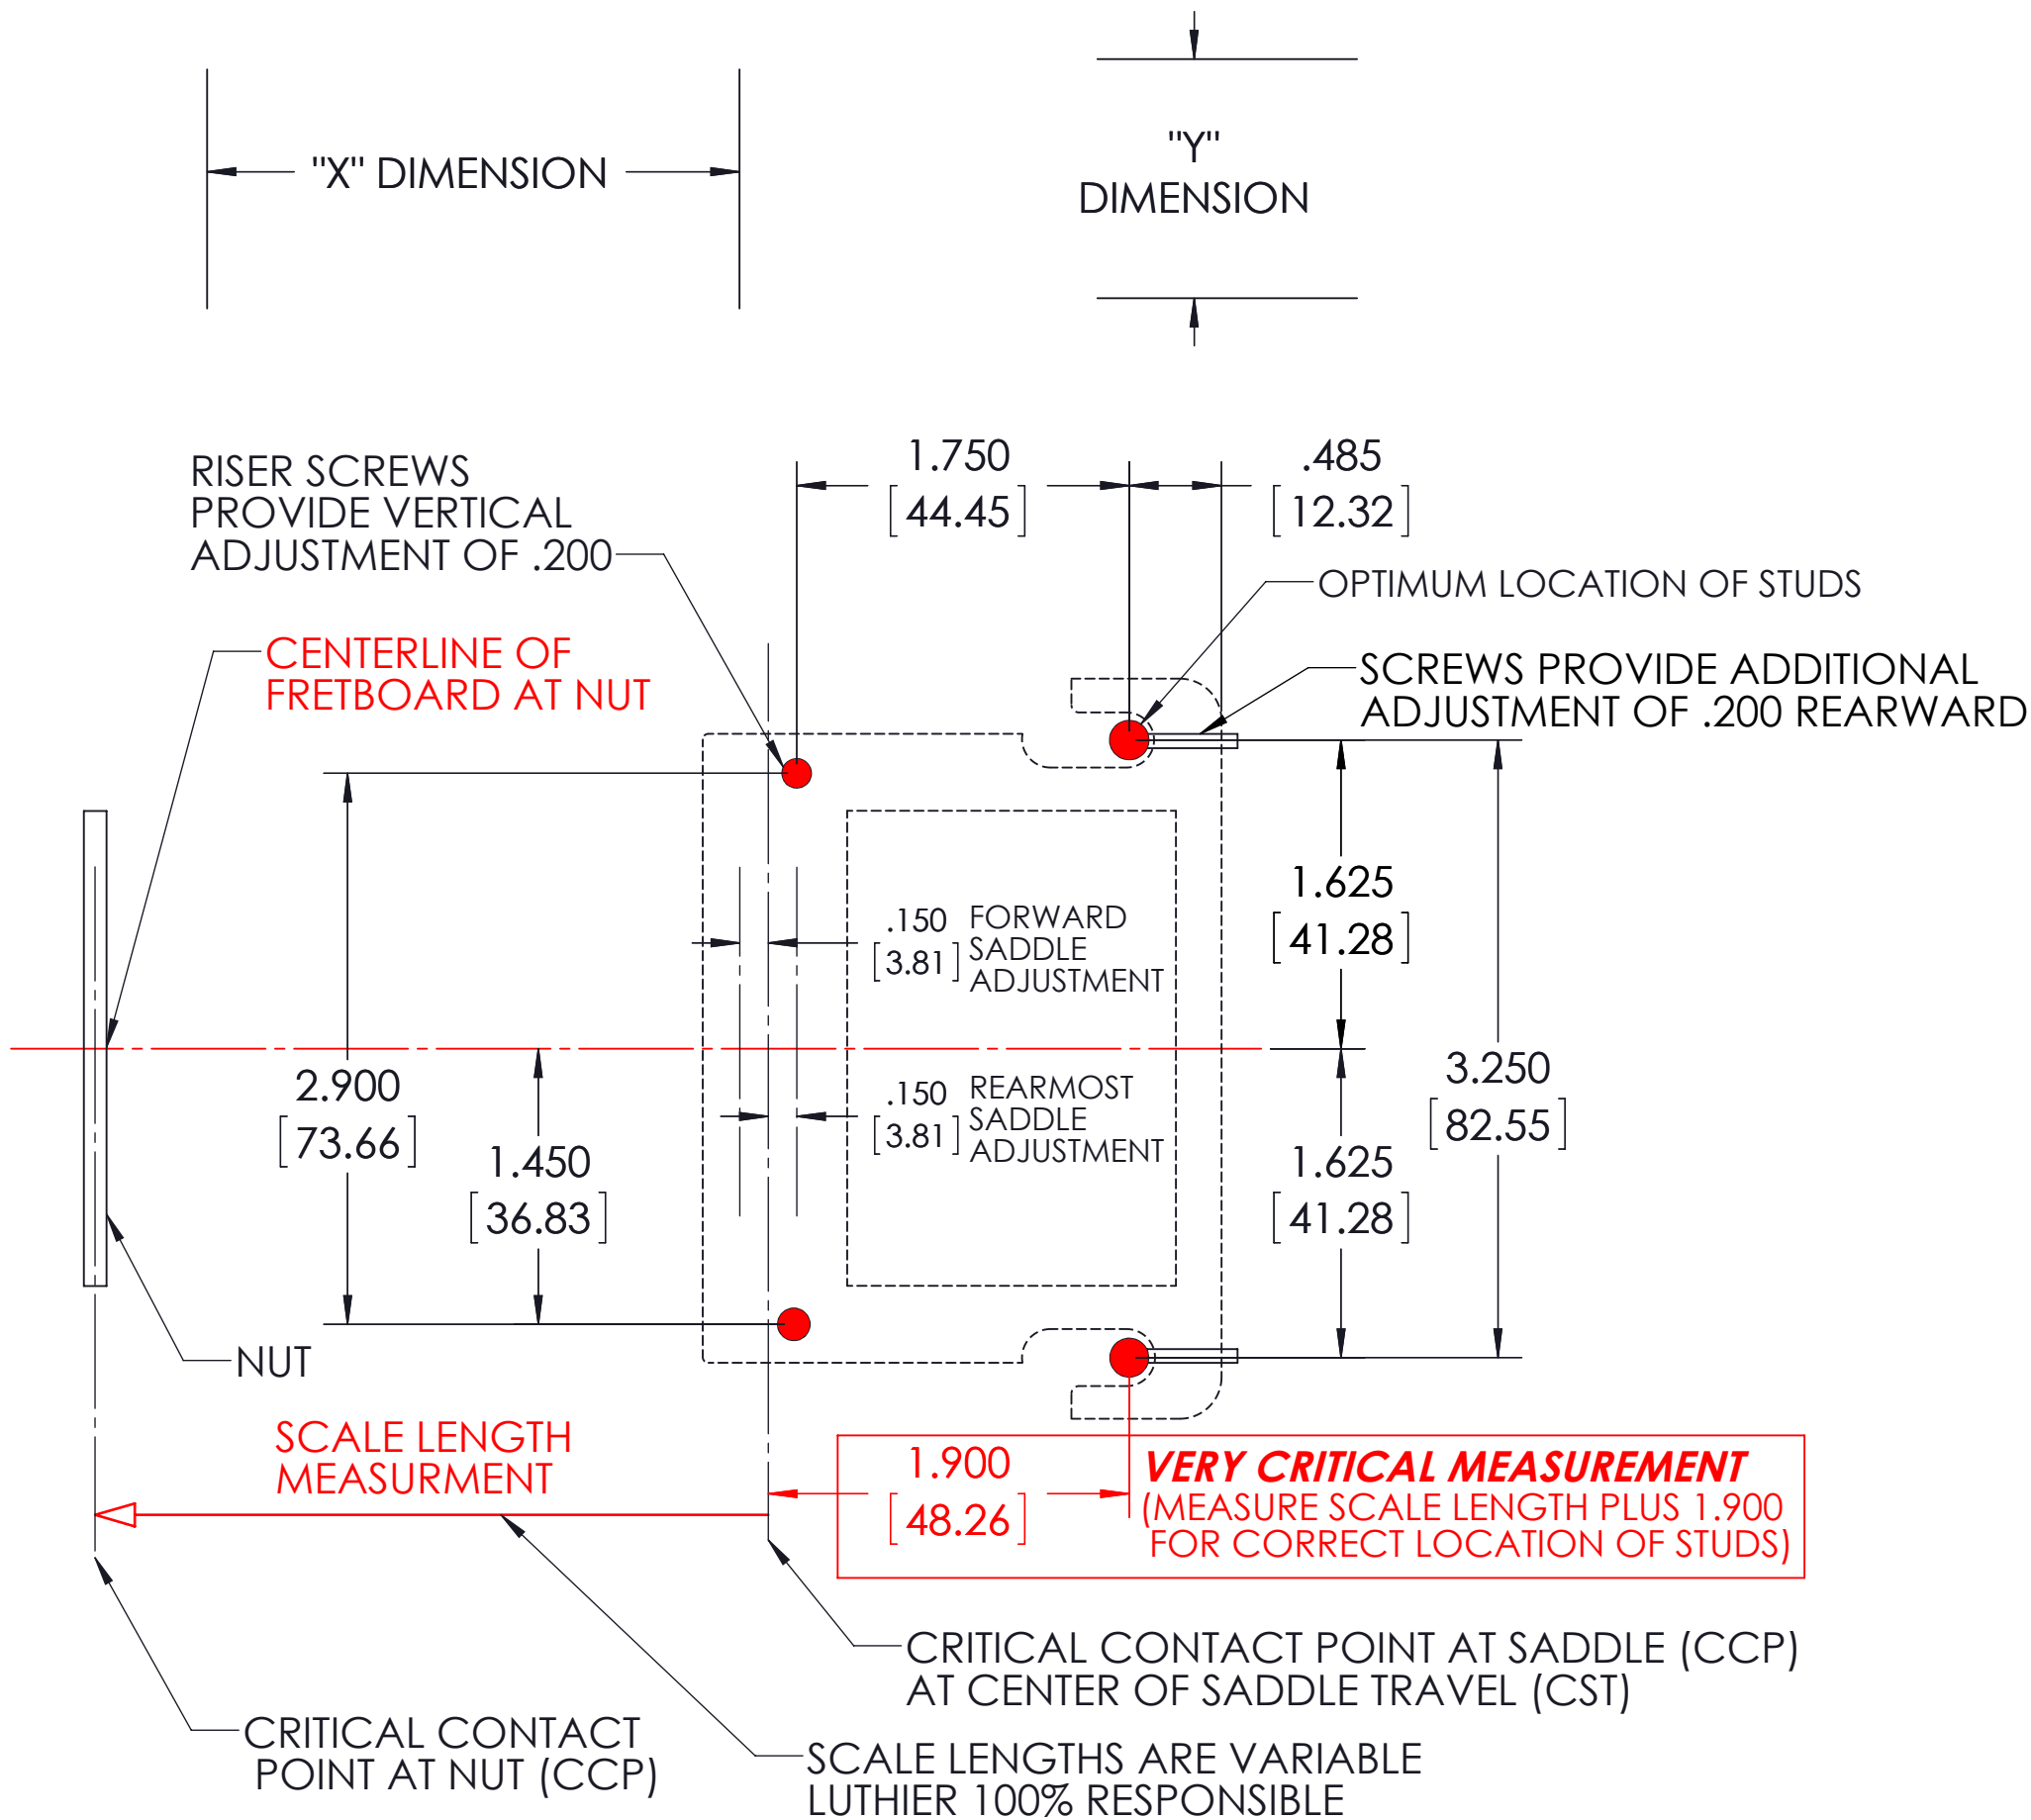 "X" DIMENSION
"Y"
DIMENSION
RISER SCREWS
PROVIDE VERTICAL
ADJUSTMENT OF .200
1.750
[44.45]
.485
[12.32]
OPTIMUM LOCATION OF STUDS
CENTERLINE OF
FRETBOARD AT NUT
SCREWS PROVIDE ADDITIONAL
ADJUSTMENT OF .200 REARWARD
1.625
[41.28]
.150
[3.81]
FORWARD
SADDLE
ADJUSTMENT
2.900
[73.66]
3.250
[82.55]
.150
[3.81]
REARMOST
SADDLE
ADJUSTMENT
1.450
[36.83]
1.625
[41.28]
NUT
SCALE LENGTH
MEASURMENT
1.900
[48.26]
VERY CRITICAL MEASUREMENT
(MEASURE SCALE LENGTH PLUS 1.900
FOR CORRECT LOCATION OF STUDS)
CRITICAL CONTACT POINT AT SADDLE (CCP)
AT CENTER OF SADDLE TRAVEL (CST)
CRITICAL CONTACT
POINT AT NUT (CCP)
SCALE LENGTHS ARE VARIABLE
LUTHIER 100% RESPONSIBLE